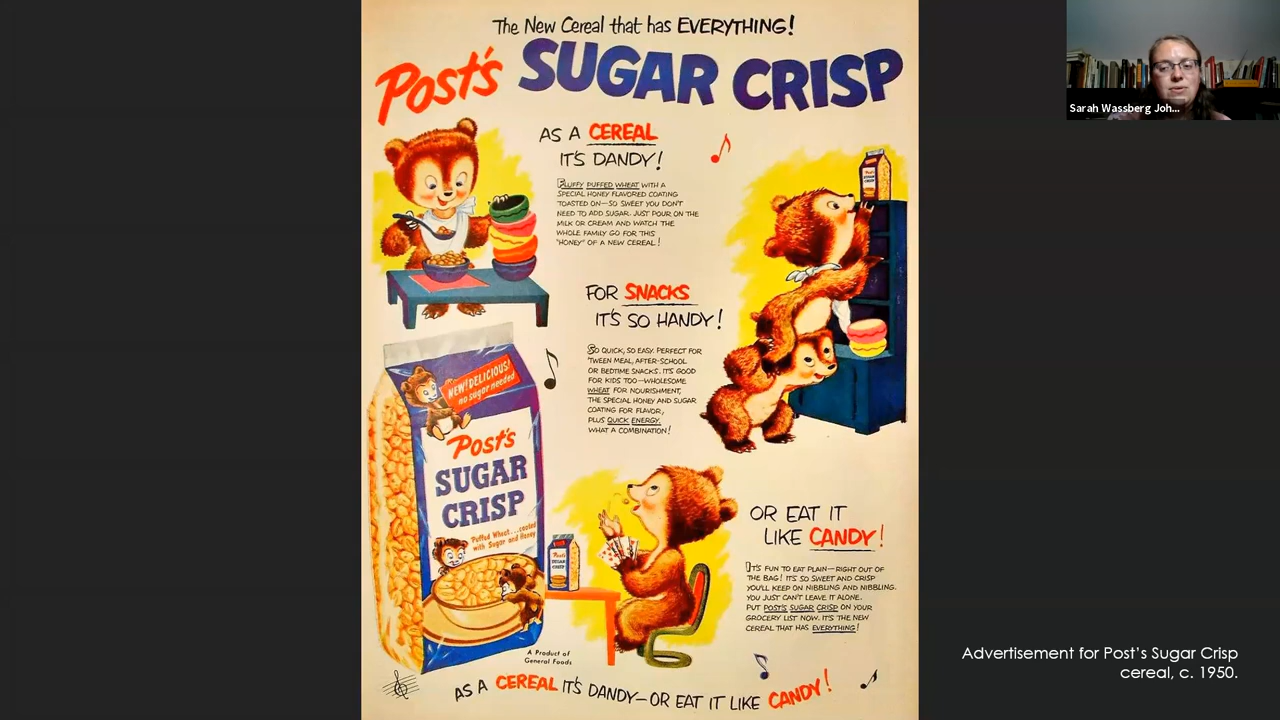 The New Cereal that has EVERYTHING!
Post's SUGAR CRISP
AS A CEREAL
IT'S DANDY!
FLUFFY PUFFED WHEAT WITH A
SPECIAL HONEY FLAVORED COATING
TOASTED ON—SO SWEET YOU DON'T
NEED TO ADD SUGAR. JUST POUR ON THE
MILK OR CREAM AND WATCH THE
WHOLE FAMILY GO FOR THIS
"HONEY" OF A NEW CEREAL!
FOR SNACKS
IT'S SO HANDY!
SO QUICK, SO EASY. PERFECT FOR
'TWEEN MEAL, AFTER-SCHOOL
OR BEDTIME SNACKS. IT'S GOOD
FOR KIDS TOO—WHOLESOME
WHEAT FOR NOURISHMENT,
THE SPECIAL HONEY AND SUGAR
COATING FOR FLAVOR,
PLUS QUICK ENERGY.
WHAT A COMBINATION!
NEW! DELICIOUS!
no sugar needed
Post's
SUGAR
CRISP
Puffed Wheat...coated
with Sugar and Honey
Post's
SUGAR
CRISP
OR EAT IT
LIKE CANDY!
IT'S FUN TO EAT PLAIN—RIGHT OUT OF
THE BAG! IT'S SO SWEET AND CRISP
YOU'LL KEEP ON NIBBLING AND NIBBLING.
YOU JUST CAN'T LEAVE IT ALONE.
PUT POST'S SUGAR CRISP ON YOUR
GROCERY LIST NOW. IT'S THE NEW
CEREAL THAT HAS EVERYTHING!
A Product of
General Foods
AS A CEREAL IT'S DANDY—OR EAT IT LIKE CANDY!
Sarah Wassberg Joh...
Advertisement for Post's Sugar Crisp
cereal, c. 1950.